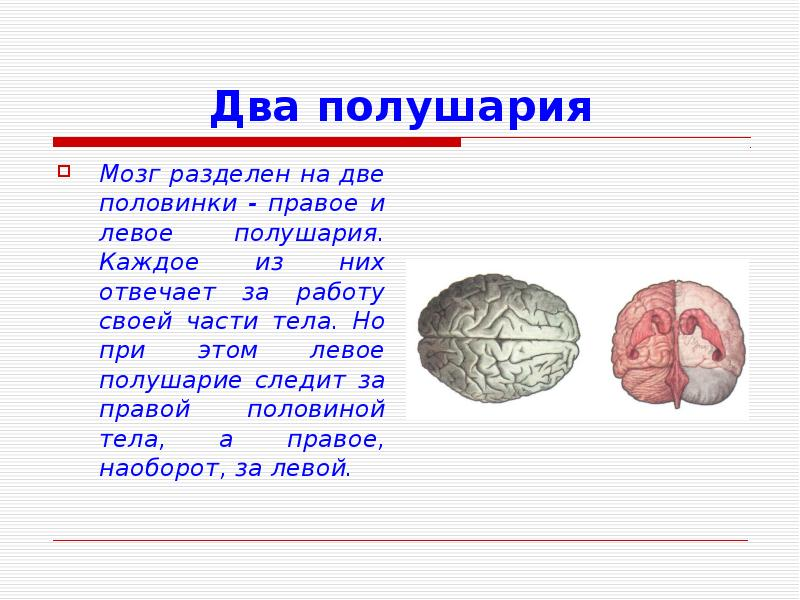 Два полушария
Мозг разделен на две
половинки - правое и
левое полушария.
Каждое из них
отвечает за работу
своей части тела. Но
при этом левое
полушарие следит за
правой половиной
тела, а правое,
наоборот, за левой.